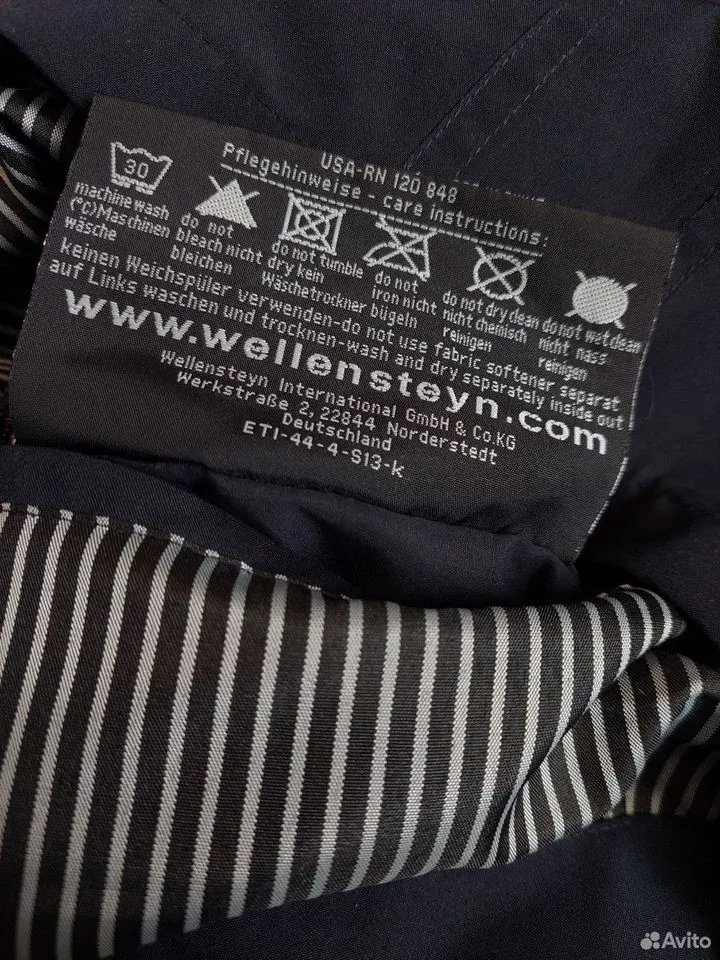 USA-RN 120 848
Pflegehinweise - care instructions:
30
machine wash
(°C)Maschinen
wäsche
do not
bleach nicht
bleichen
do not tumble
dry kein
Wäschetrockner
do not
iron nicht
bügeln
do not dry clean
nicht chemisch
reinigen
do not wet clean
nicht nass
reinigen
keinen Weichspüler verwenden-do not use fabric softener separat
auf Links waschen und trocknen-wash and dry separately inside out
www.wellensteyn.com
Wellensteyn International GmbH & Co.KG
Werkstraße 2, 22844 Norderstedt
Deutschland
ETI-44-4-S13-k
Avito